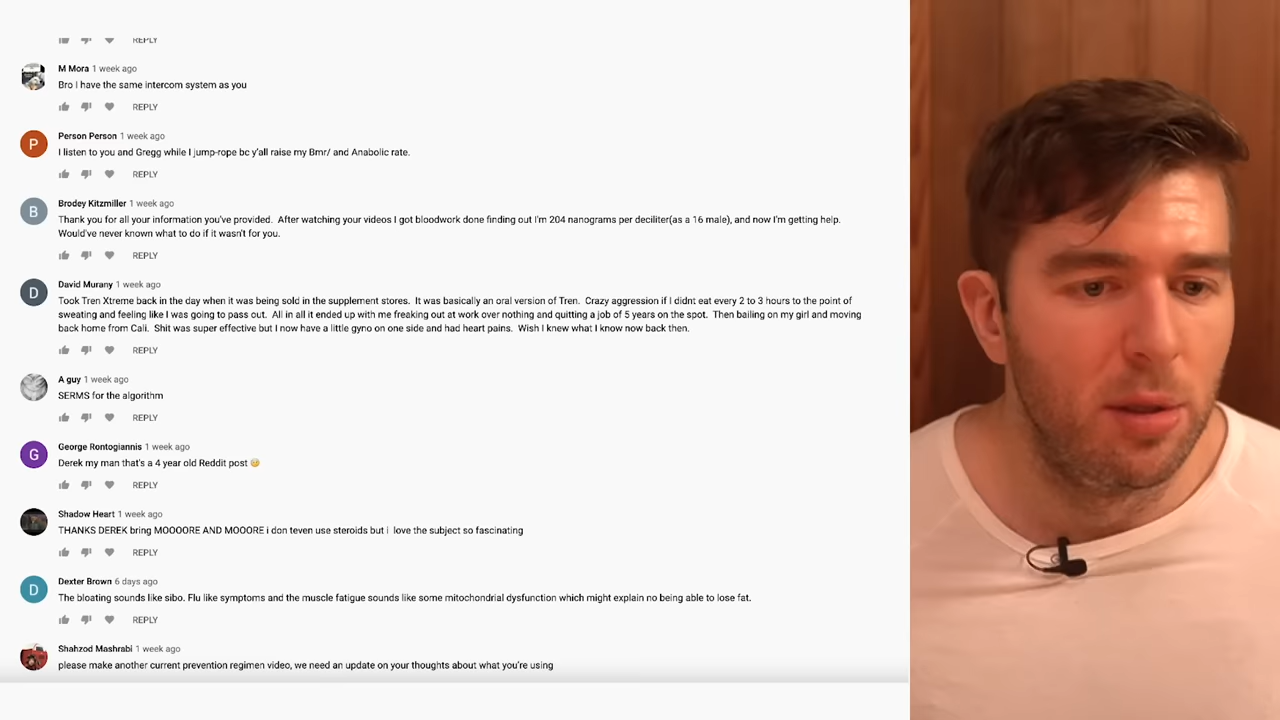 REPLY
M Mora 1 week ago
Bro I have the same intercom system as you
REPLY
P
Person Person 1 week ago
I listen to you and Gregg while I jump-rope bc y'all raise my Bmr/ and Anabolic rate.
REPLY
B
Brodey Kitzmiller 1 week ago
Thank you for all your information you've provided. After watching your videos I got bloodwork done finding out I'm 204 nanograms per deciliter(as a 16 male), and now I'm getting help.
Would've never known what to do if it wasn't for you.
REPLY
D
David Murany 1 week ago
Took Tren Xtreme back in the day when it was being sold in the supplement stores. It was basically an oral version of Tren. Crazy aggression if I didnt eat every 2 to 3 hours to the point of
sweating and feeling like I was going to pass out. All in all it ended up with me freaking out at work over nothing and quitting a job of 5 years on the spot. Then bailing on my girl and moving
back home from Cali. Shit was super effective but I now have a little gyno on one side and had heart pains. Wish I knew what I know now back then.
REPLY
A guy 1 week ago
SERMS for the algorithm
REPLY
G
George Rontogiannis 1 week ago
Derek my man that's a 4 year old Reddit post 😇
REPLY
Shadow Heart 1 week ago
THANKS DEREK bring MOOOORE AND MOOORE i don teven use steroids but i love the subject so fascinating
REPLY
D
Dexter Brown 6 days ago
The bloating sounds like sibo. Flu like symptoms and the muscle fatigue sounds like some mitochondrial dysfunction which might explain no being able to lose fat.
REPLY
Shahzod Mashrabi 1 week ago
please make another current prevention regimen video, we need an update on your thoughts about what you're using